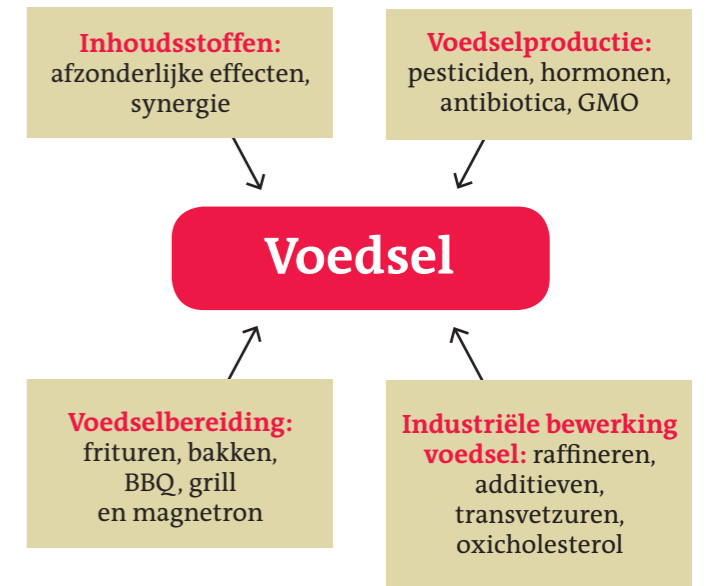 Inhoudsstoffen:
afzonderlijke effecten,
synergie
Voedselproductie:
pesticiden, hormonen,
antibiotica, GMO
Voedsel
Voedselbereiding:
frituren, bakken,
BBQ, grill
en magnetron
Industriële bewerking
voedsel: raffineren,
additieven,
transvetzuren,
oxicholesterol